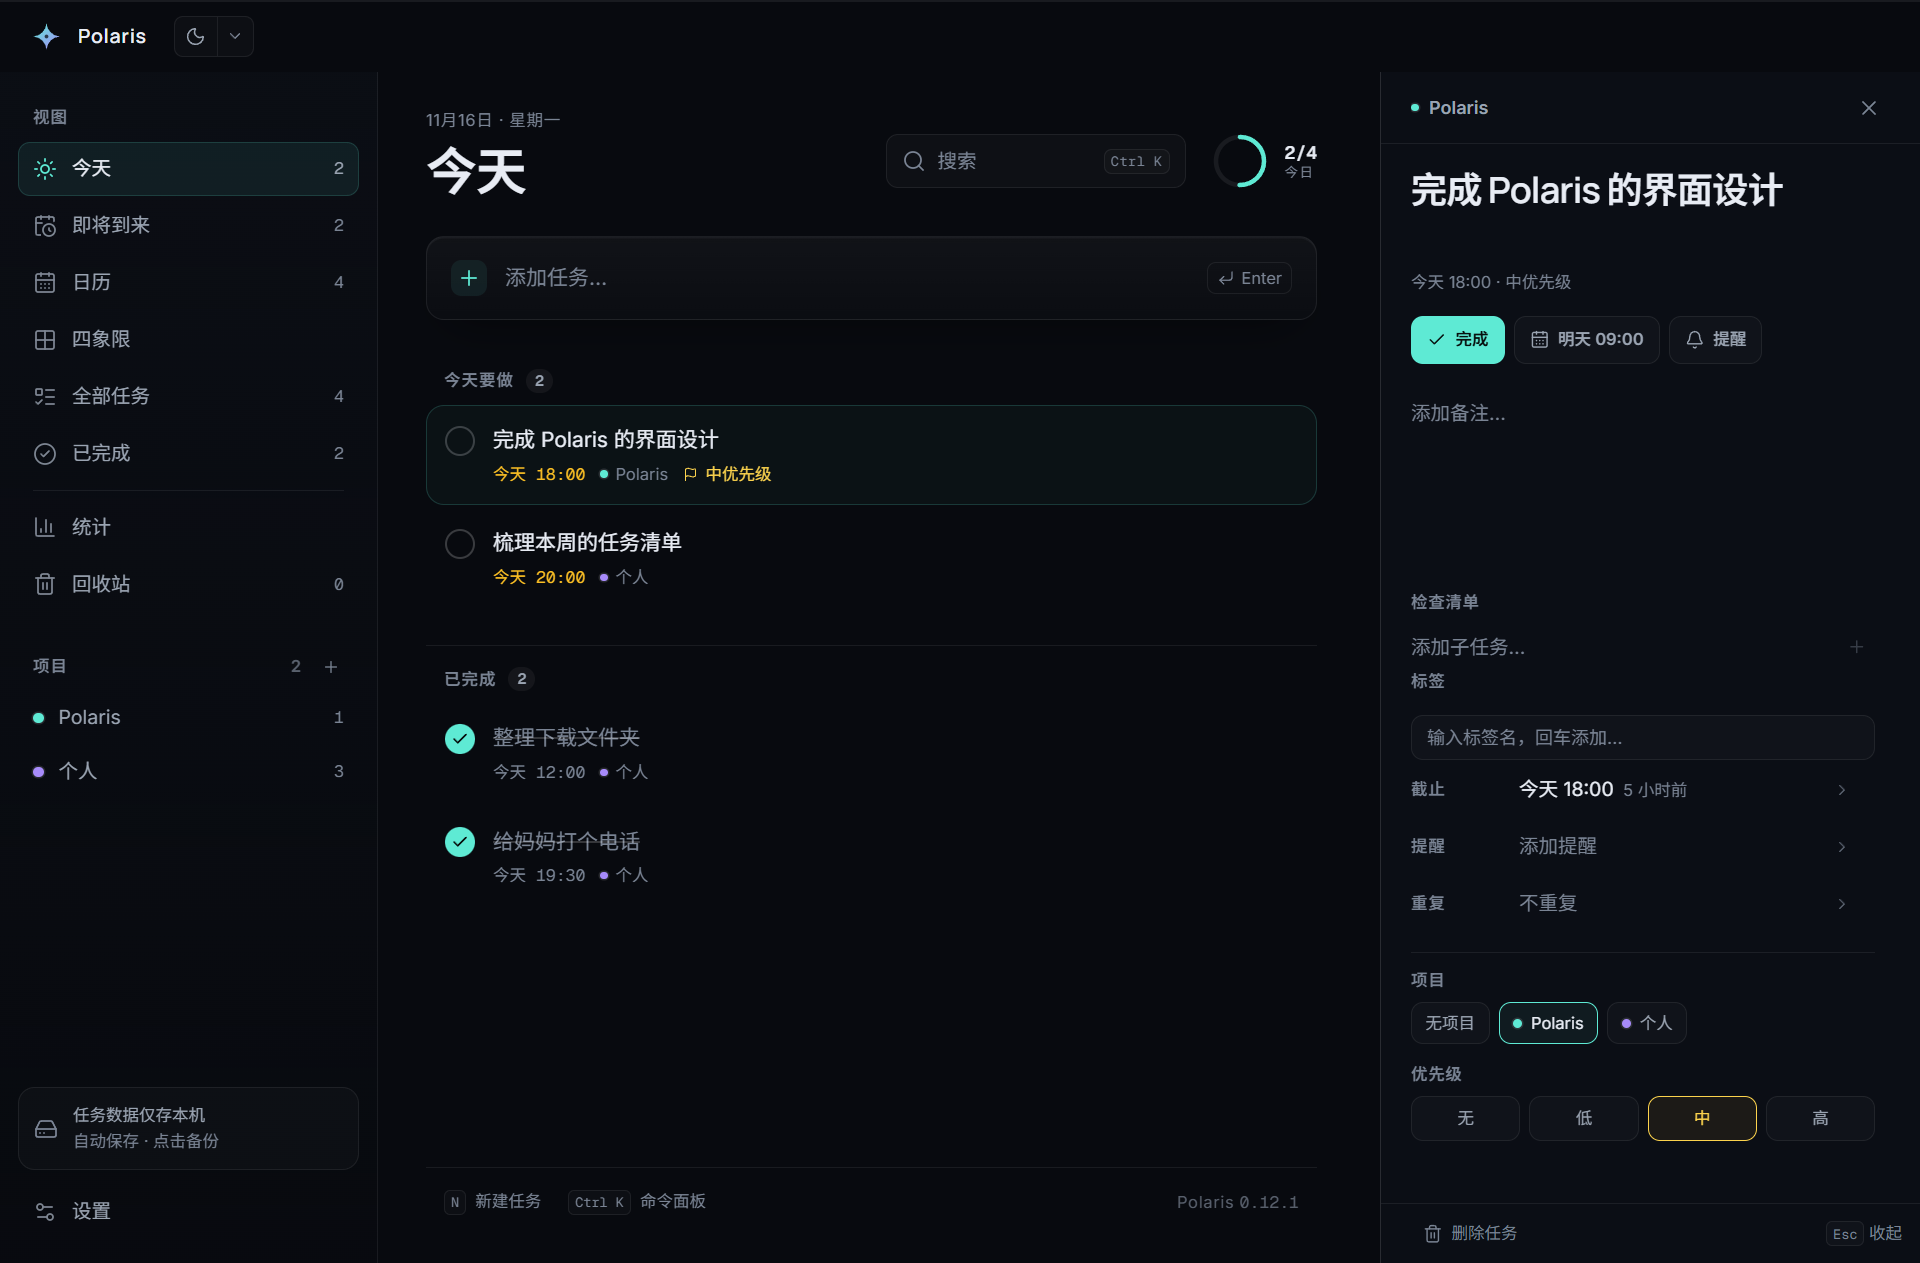 Polaris
视图
今天 2
即将到来 2
日历 4
四象限
全部任务 4
已完成 2
统计
回收站 0
项目 2
Polaris 1
个人 3
任务数据仅存本机
自动保存 · 点击备份
设置
11月16日 · 星期一
今天
搜索 Ctrl K
2/4
今日
添加任务... Enter
今天要做 2
完成 Polaris 的界面设计
今天 18:00 Polaris 中优先级
梳理本周的任务清单
今天 20:00 个人
已完成 2
整理下载文件夹
今天 12:00 个人
给妈妈打个电话
今天 19:30 个人
N 新建任务 Ctrl K 命令面板 Polaris 0.12.1
Polaris
完成 Polaris 的界面设计
今天 18:00 · 中优先级
完成 明天 09:00 提醒
添加备注...
检查清单
添加子任务...
标签
输入标签名，回车添加...
截止 今天 18:00 5 小时前
提醒 添加提醒
重复 不重复
项目
无项目 Polaris 个人
优先级
无 低 中 高
删除任务 Esc 收起